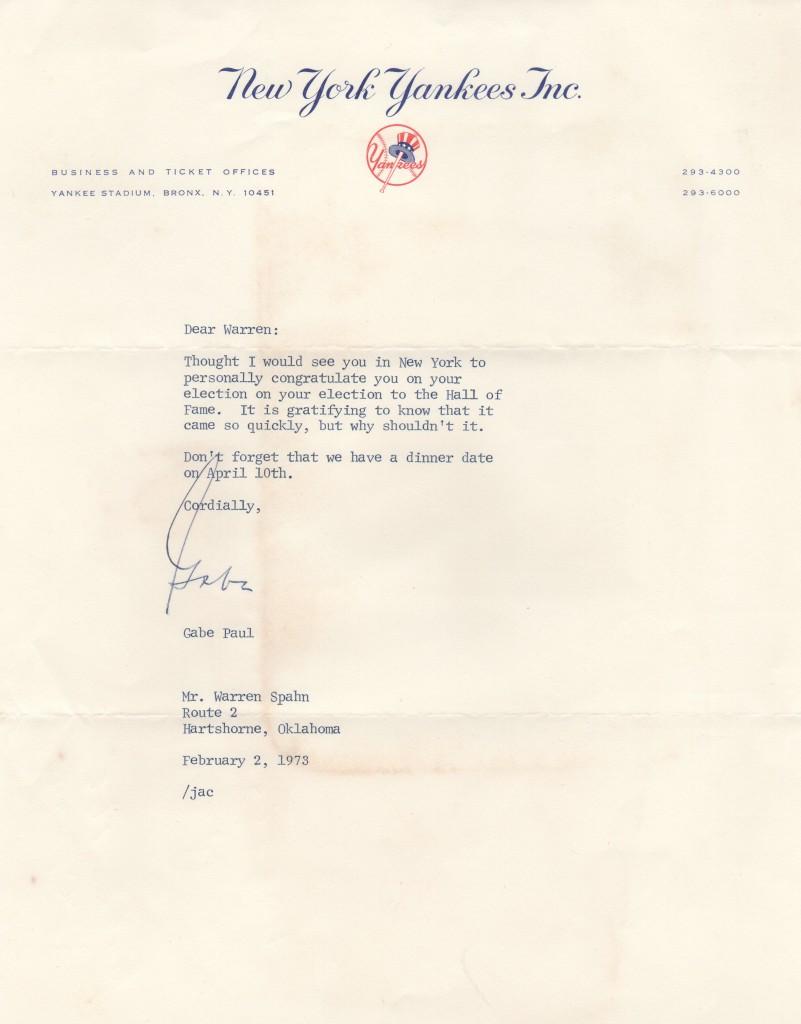 New York Yankees Inc.
Yankees
BUSINESS AND TICKET OFFICES
YANKEE STADIUM, BRONX, N.Y. 10451
293-4300
293-6000
Dear Warren:
Thought I would see you in New York to
personally congratulate you on your
election on your election to the Hall of
Fame. It is gratifying to know that it
came so quickly, but why shouldn't it.
Don't forget that we have a dinner date
on April 10th.
Cordially,
Gabe
Gabe Paul
Mr. Warren Spahn
Route 2
Hartshorne, Oklahoma
February 2, 1973
/jac